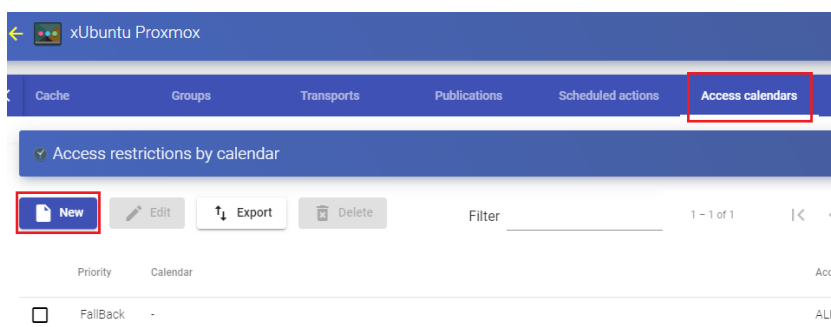 xUbuntu Proxmox
Cache Groups Transports Publications Scheduled actions Access calendars
Access restrictions by calendar
New Edit Export Delete Filter 1 – 1 of 1
Priority Calendar
FallBack -